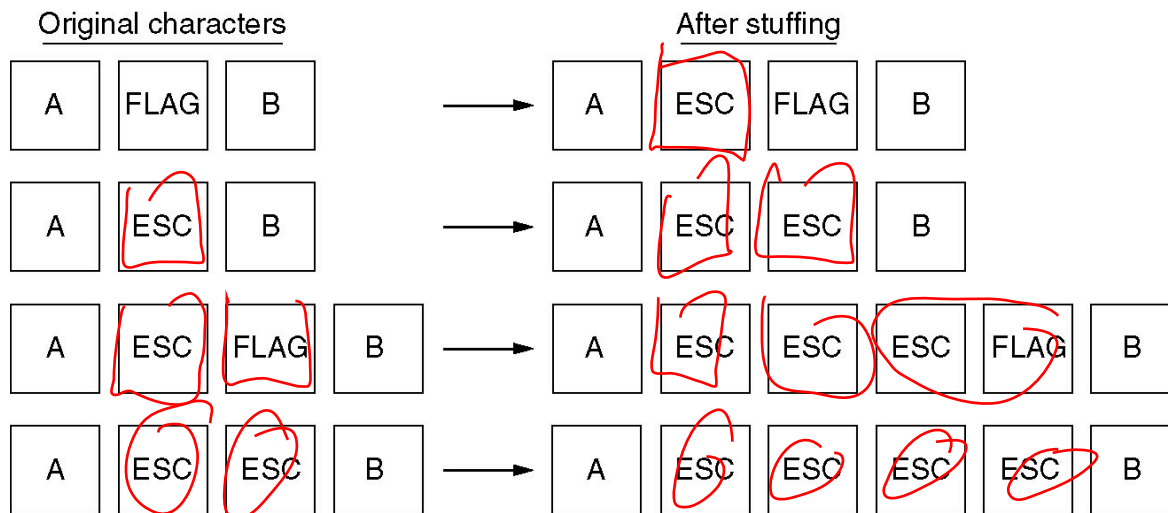 Original characters After stuffing
A FLAG B A ESC FLAG B
A ESC B A ESC ESC B
A ESC FLAG B A ESC ESC ESC FLAG B
A ESC ESC B A ESC ESC ESC ESC B